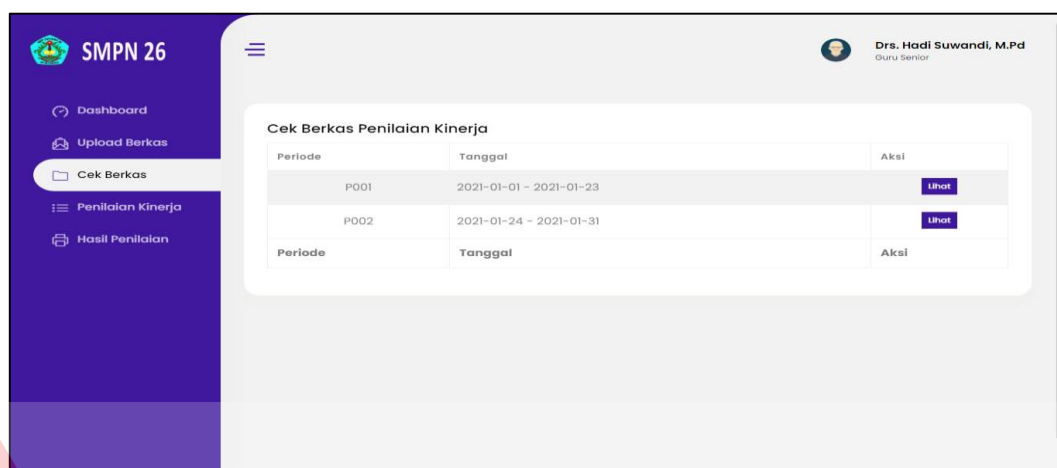 SMPN 26
Drs. Hadi Suwandi, M.Pd
Guru Senior
Dashboard
Upload Berkas
Cek Berkas
Penilaian Kinerja
Hasil Penilaian
Cek Berkas Penilaian Kinerja
Periode Tanggal Aksi
P001 2021-01-01 - 2021-01-23 Lihat
P002 2021-01-24 - 2021-01-31 Lihat
Periode Tanggal Aksi